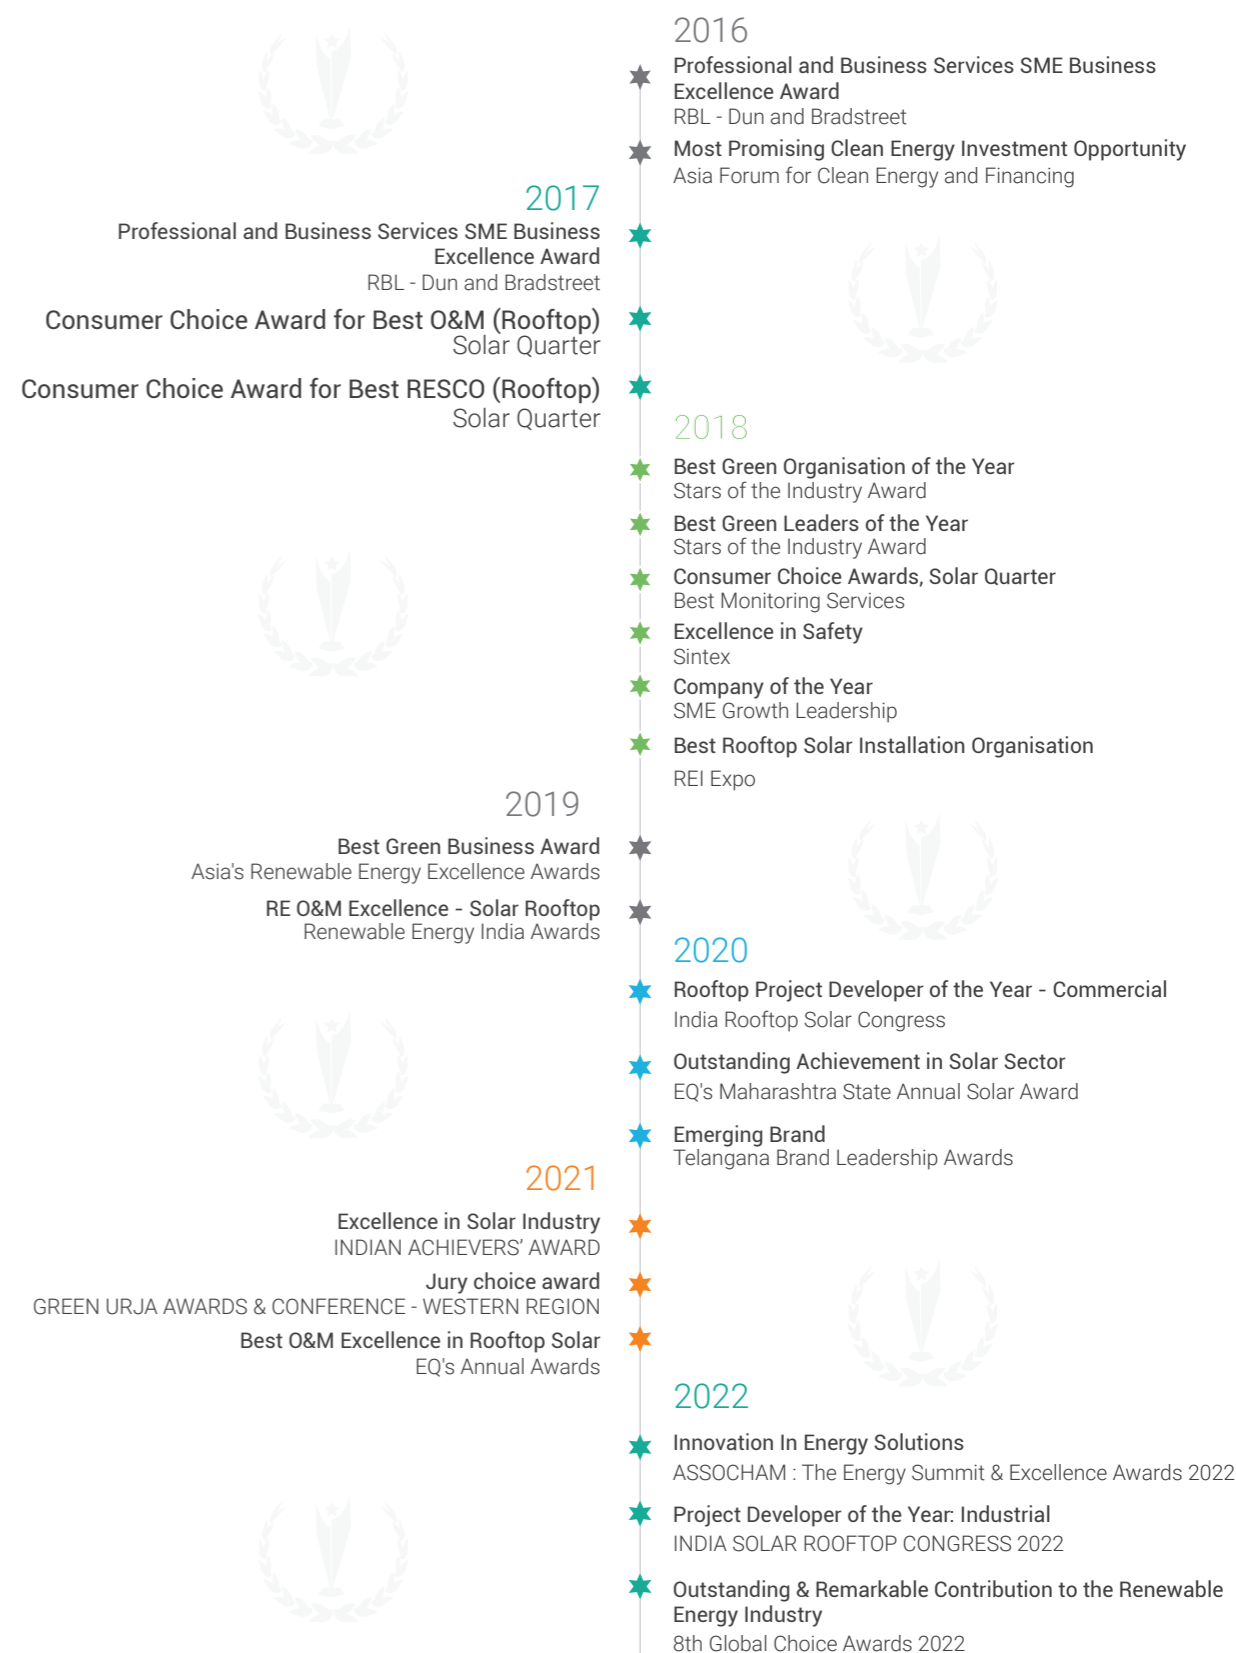 2016
Professional and Business Services SME Business
Excellence Award
RBL - Dun and Bradstreet
Most Promising Clean Energy Investment Opportunity
Asia Forum for Clean Energy and Financing
2017
Professional and Business Services SME Business
Excellence Award
RBL - Dun and Bradstreet
Consumer Choice Award for Best O&M (Rooftop)
Solar Quarter
Consumer Choice Award for Best RESCO (Rooftop)
Solar Quarter
2018
Best Green Organisation of the Year
Stars of the Industry Award
Best Green Leaders of the Year
Stars of the Industry Award
Consumer Choice Awards, Solar Quarter
Best Monitoring Services
Excellence in Safety
Sintex
Company of the Year
SME Growth Leadership
Best Rooftop Solar Installation Organisation
REI Expo
2019
Best Green Business Award
Asia's Renewable Energy Excellence Awards
RE O&M Excellence - Solar Rooftop
Renewable Energy India Awards
2020
Rooftop Project Developer of the Year - Commercial
India Rooftop Solar Congress
Outstanding Achievement in Solar Sector
EQ's Maharashtra State Annual Solar Award
Emerging Brand
Telangana Brand Leadership Awards
2021
Excellence in Solar Industry
INDIAN ACHIEVERS’ AWARD
Jury choice award
GREEN URJA AWARDS & CONFERENCE - WESTERN REGION
Best O&M Excellence in Rooftop Solar
EQ's Annual Awards
2022
Innovation In Energy Solutions
ASSOCHAM : The Energy Summit & Excellence Awards 2022
Project Developer of the Year: Industrial
INDIA SOLAR ROOFTOP CONGRESS 2022
Outstanding & Remarkable Contribution to the Renewable
Energy Industry
8th Global Choice Awards 2022